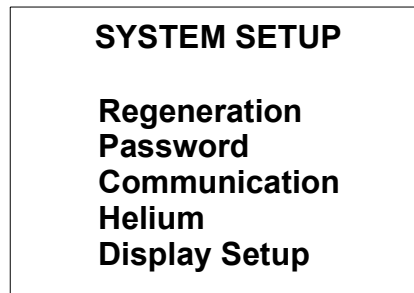 SYSTEM SETUP
Regeneration
Password
Communication
Helium
Display Setup